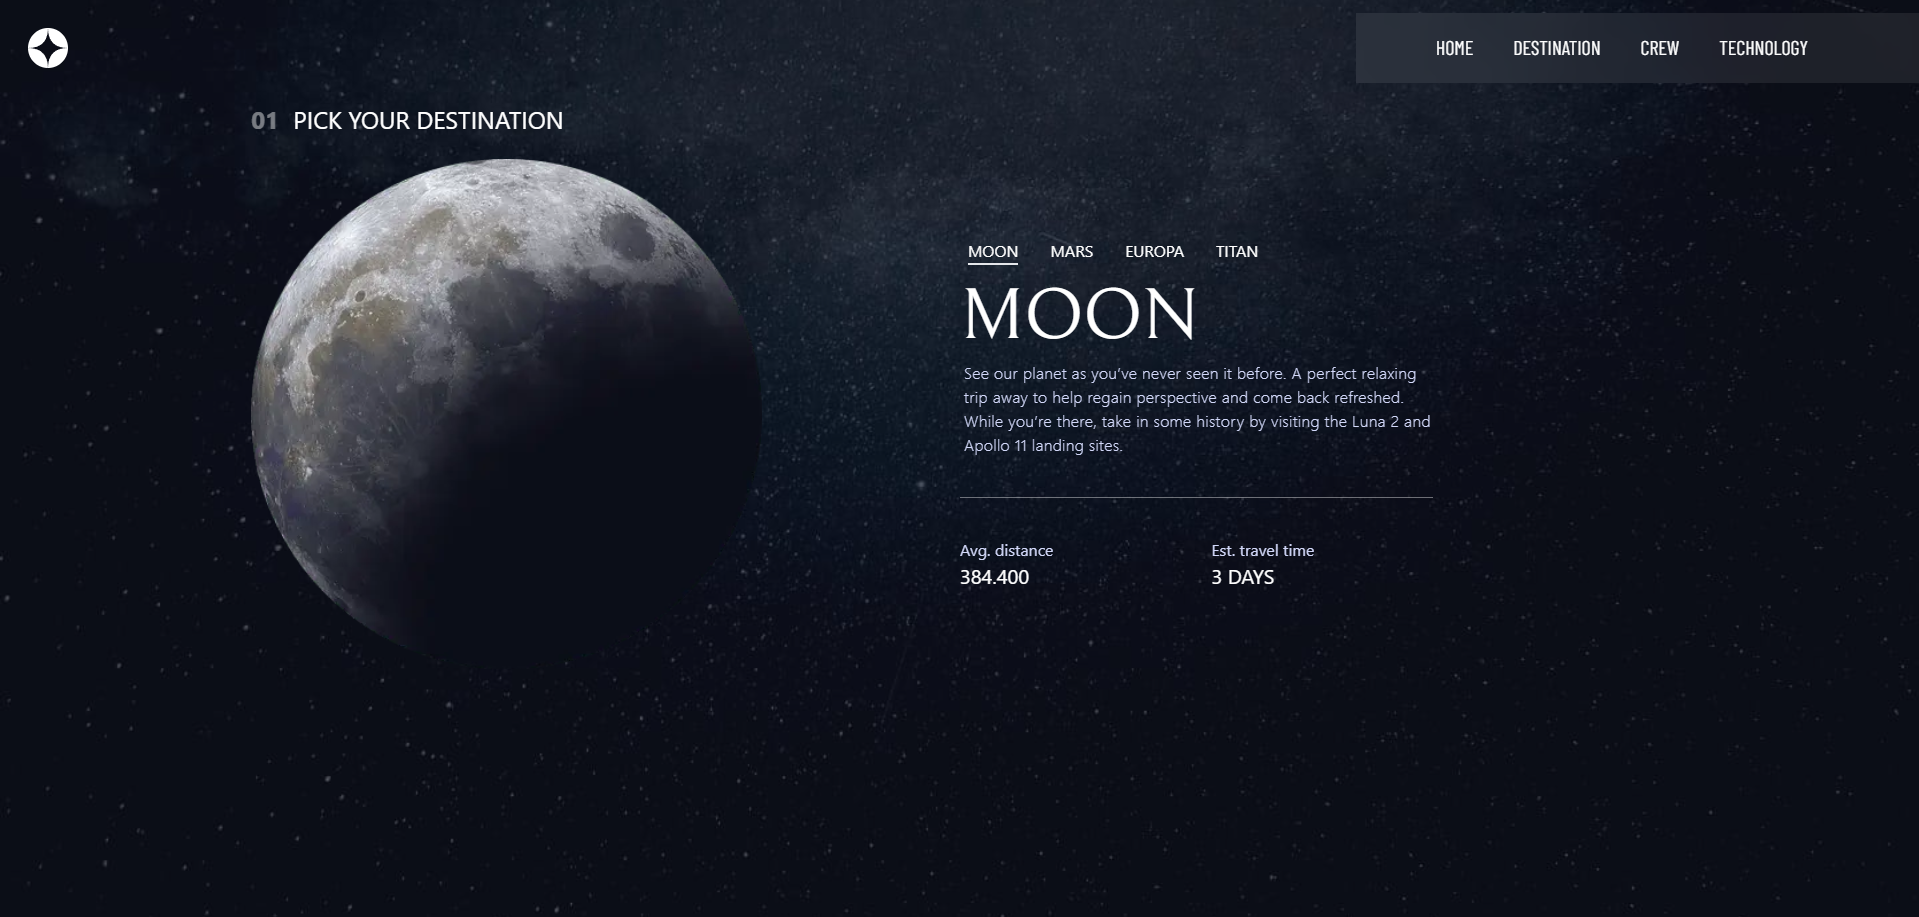 HOME DESTINATION CREW TECHNOLOGY
01 PICK YOUR DESTINATION
MOON MARS EUROPA TITAN
MOON
See our planet as you’ve never seen it before. A perfect relaxing
trip away to help regain perspective and come back refreshed.
While you’re there, take in some history by visiting the Luna 2 and
Apollo 11 landing sites.
Avg. distance Est. travel time
384.400 3 DAYS